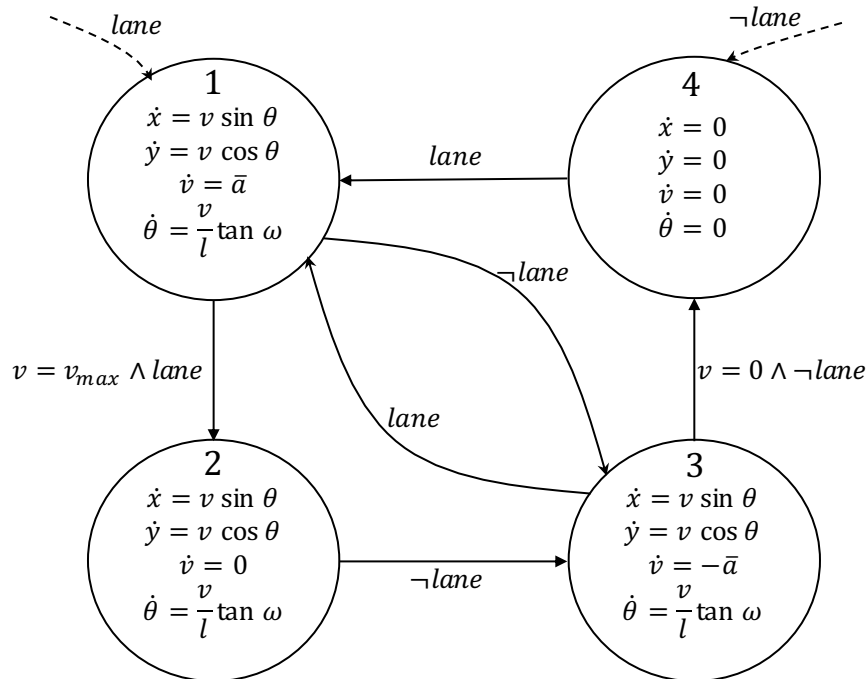 lane
¬lane
1
ẋ = v sin θ
ẏ = v cos θ
v̇ = ā
θ̇ = v/l tan ω
4
ẋ = 0
ẏ = 0
v̇ = 0
θ̇ = 0
lane
¬lane
v = v_max ∧ lane
lane
v = 0 ∧ ¬lane
2
ẋ = v sin θ
ẏ = v cos θ
v̇ = 0
θ̇ = v/l tan ω
¬lane
3
ẋ = v sin θ
ẏ = v cos θ
v̇ = −ā
θ̇ = v/l tan ω